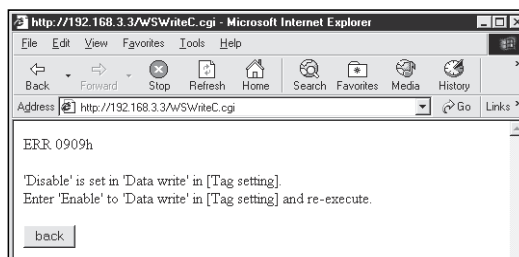 http://192.168.3.3/WSWriteC.cgi - Microsoft Internet Explorer
File Edit View Favorites Tools Help
Back Forward Stop Refresh Home Search Favorites Media History
Address http://192.168.3.3/WSWriteC.cgi Go Links
ERR 0909h
'Disable' is set in 'Data write' in [Tag setting].
Enter 'Enable' to 'Data write' in [Tag setting] and re-execute.
back